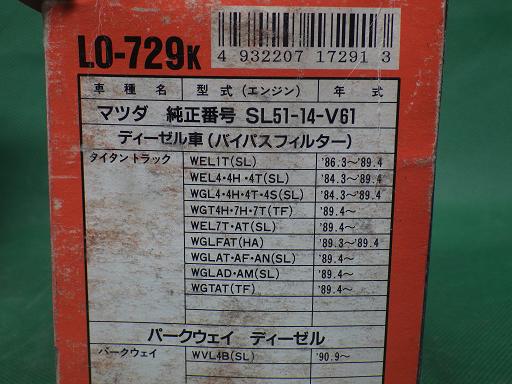 LO-729K
4 932207 172913
車種名 型式(エンジン) 年式
マツダ 純正番号 SL51-14-V61
ディーゼル車(バイパスフィルター)
タイタントラック WEL1T(SL) '86.3〜'89.4
WEL4・4H・4T(SL) '84.3〜'89.4
WGL4・4H・4T・4S(SL) '84.3〜'89.4
WGT4H・7H・7T(TF) '89.4〜
WEL7T・AT(SL) '89.4〜
WGLFAT(HA) '89.3〜'89.4
WGLAT・AF・AN(SL) '89.4〜
WGLAD・AM(SL) '89.4〜
WGTAT(TF) '89.4〜
パークウェイ ディーゼル
パークウェイ WVL4B(SL) '90.9〜